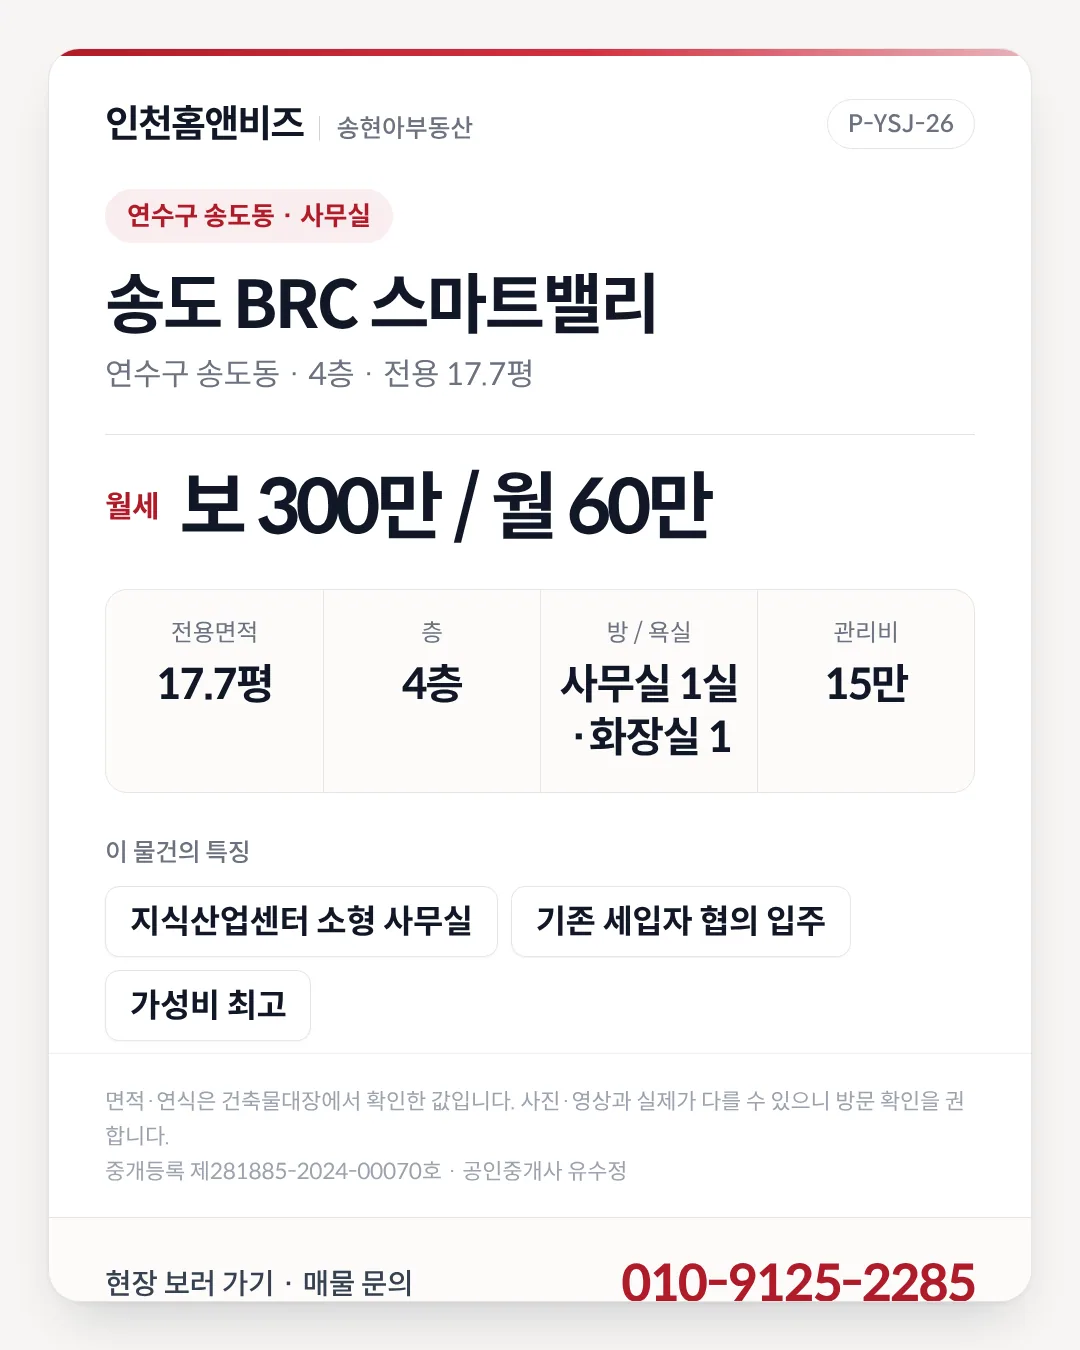 인천홈앤비즈 | 송현아부동산
P-YSJ-26
연수구 송도동 · 사무실
송도 BRC 스마트밸리
연수구 송도동 · 4층 · 전용 17.7평
월세 보 300만 / 월 60만
전용면적
17.7평
층
4층
방 / 욕실
사무실 1실
·화장실 1
관리비
15만
이 물건의 특징
지식산업센터 소형 사무실
기존 세입자 협의 입주
가성비 최고
면적·연식은 건축물대장에서 확인한 값입니다. 사진·영상과 실제가 다를 수 있으니 방문 확인을 권
합니다.
중개등록 제281885-2024-00070호 · 공인중개사 유수정
현장 보러 가기 · 매물 문의
010-9125-2285